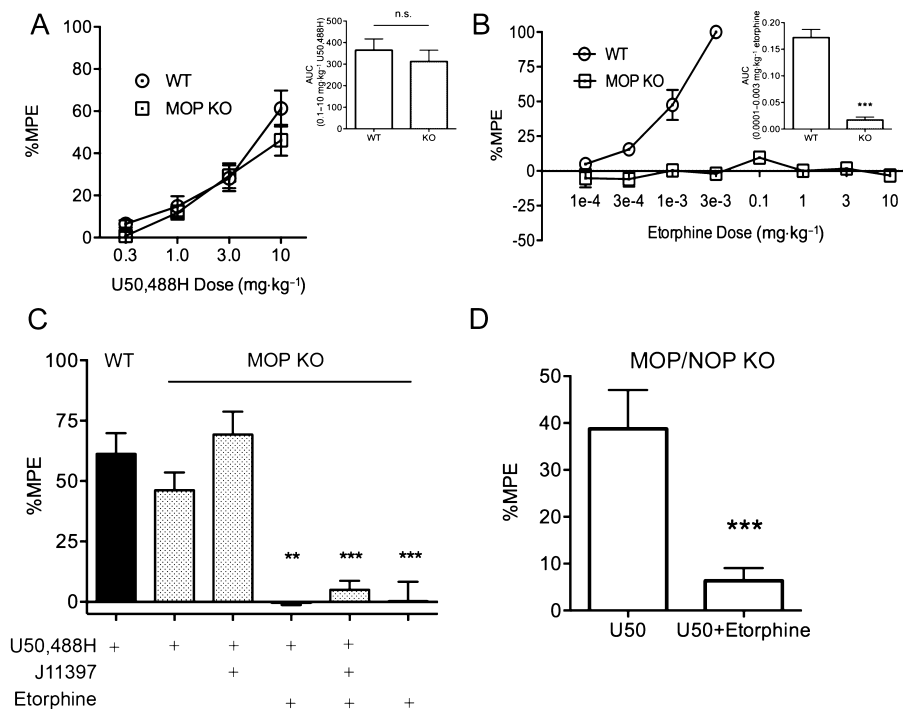 A
100
80
60
40
20
0
%MPE
WT
MOP KO
0.3 1.0 3.0 10
U50,488H Dose (mg·kg⁻¹)
n.s.
500
400
300
200
100
0
AUC
(0.1–10 mg·kg⁻¹ U50,488H)
WT KO
B
100
75
50
25
0
-25
-50
%MPE
WT
MOP KO
1e-4 3e-4 1e-3 3e-3 0.1 1 3 10
Etorphine Dose (mg·kg⁻¹)
0.20
0.15
0.10
0.05
0.00
AUC
(0.0001–0.003 mg·kg⁻¹ etorphine)
***
WT KO
C
WT MOP KO
100
75
50
25
0
%MPE
** *** ***
U50,488H + + + + +
J11397 + +
Etorphine + + +
D
MOP/NOP KO
50
40
30
20
10
0
%MPE
***
U50 U50+Etorphine